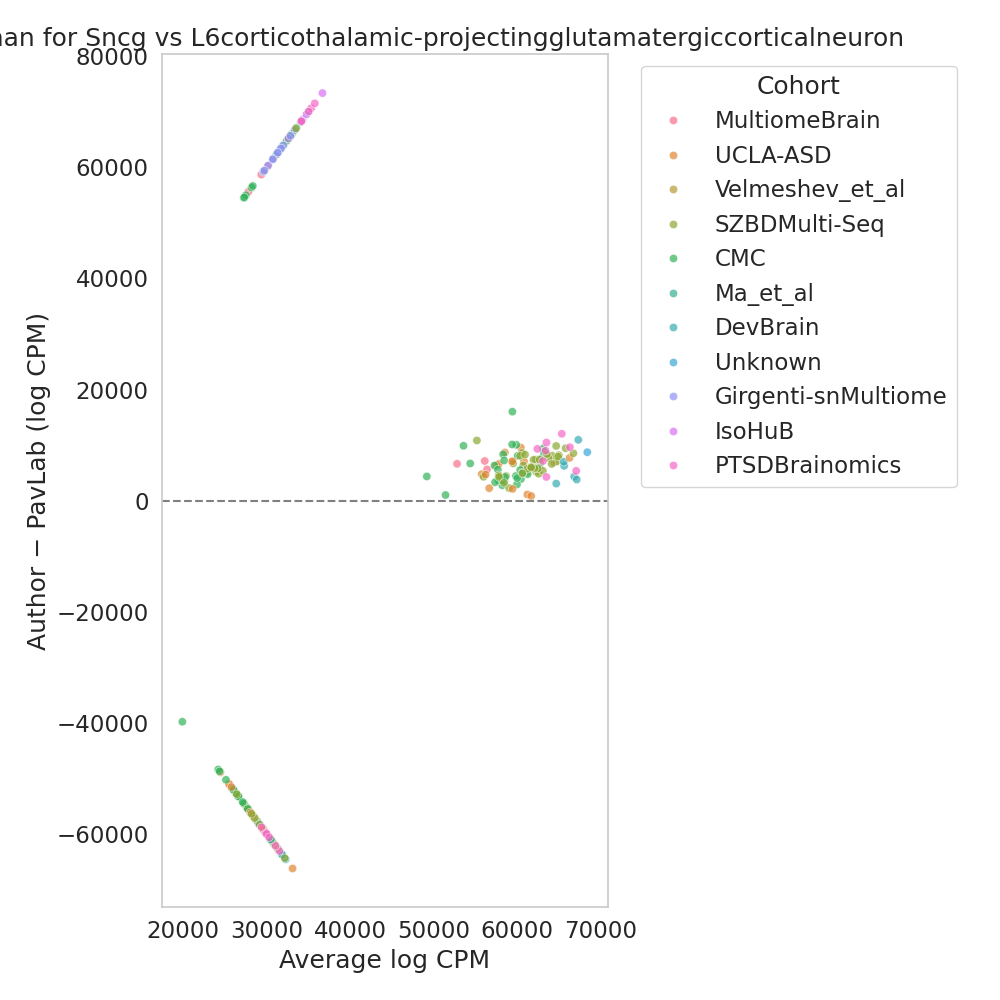 for Sncg vs L6corticothalamic-projectingglutamatergiccorticalneuron
80000
60000
40000
20000
0
−20000
−40000
−60000
Author − PavLab (log CPM)
20000 30000 40000 50000 60000 70000
Average log CPM
Cohort
MultiomeBrain
UCLA-ASD
Velmeshev_et_al
SZBDMulti-Seq
CMC
Ma_et_al
DevBrain
Unknown
Girgenti-snMultiome
IsoHuB
PTSDBrainomics